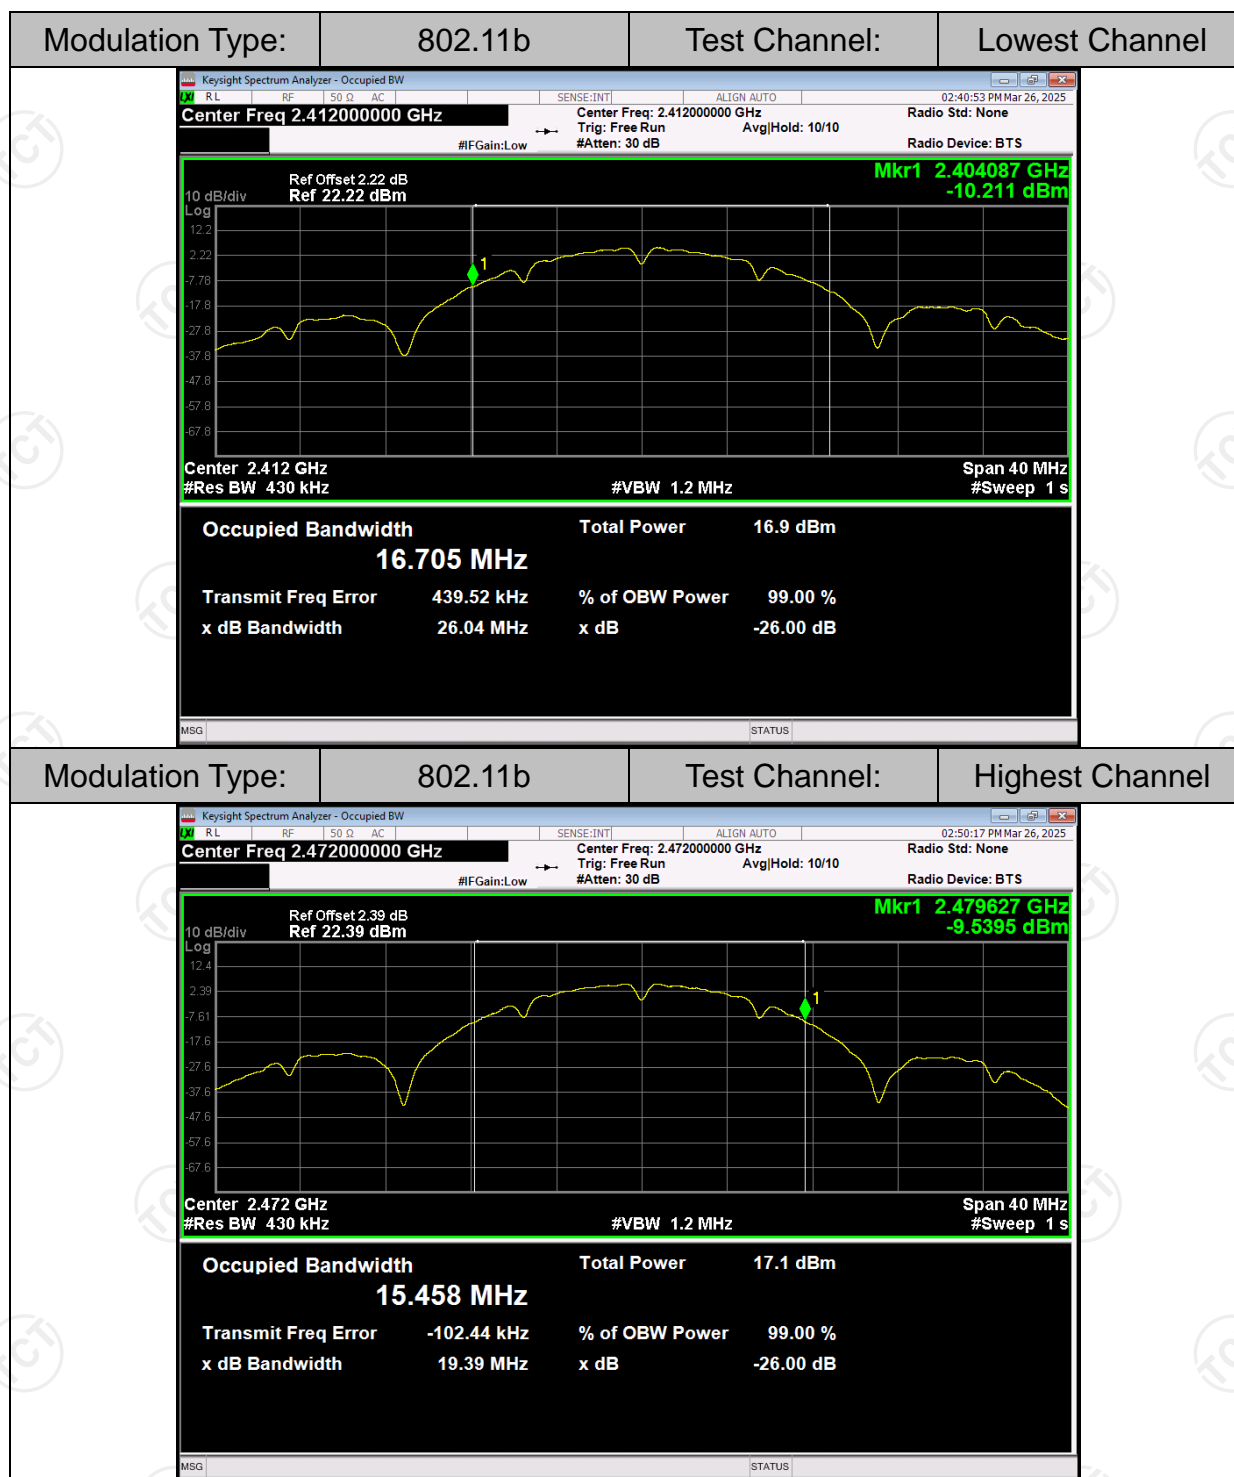 Modulation Type: 802.11b Test Channel: Lowest Channel
Keysight Spectrum Analyzer - Occupied BW
LXI RL RF 50 Ω AC SENSE:INT ALIGN AUTO 02:40:53 PM Mar 26, 2025
Center Freq 2.412000000 GHz Center Freq: 2.412000000 GHz Radio Std: None
Trig: Free Run Avg|Hold: 10/10
#IFGain:Low #Atten: 30 dB Radio Device: BTS
Mkr1 2.404087 GHz
Ref Offset 2.22 dB
10 dB/div Ref 22.22 dBm -10.211 dBm
Log
12.2
2.22
-7.78
-17.8
-27.8
-37.8
-47.8
-57.8
-67.8
1
Center 2.412 GHz Span 40 MHz
#Res BW 430 kHz #VBW 1.2 MHz #Sweep 1 s
Occupied Bandwidth Total Power 16.9 dBm
16.705 MHz
Transmit Freq Error 439.52 kHz % of OBW Power 99.00 %
x dB Bandwidth 26.04 MHz x dB -26.00 dB
MSG STATUS
Modulation Type: 802.11b Test Channel: Highest Channel
Keysight Spectrum Analyzer - Occupied BW
LXI RL RF 50 Ω AC SENSE:INT ALIGN AUTO 02:50:17 PM Mar 26, 2025
Center Freq 2.472000000 GHz Center Freq: 2.472000000 GHz Radio Std: None
Trig: Free Run Avg|Hold: 10/10
#IFGain:Low #Atten: 30 dB Radio Device: BTS
Mkr1 2.479627 GHz
Ref Offset 2.39 dB
10 dB/div Ref 22.39 dBm -9.5395 dBm
Log
12.4
2.39
-7.61
-17.6
-27.6
-37.6
-47.6
-57.6
-67.6
1
Center 2.472 GHz Span 40 MHz
#Res BW 430 kHz #VBW 1.2 MHz #Sweep 1 s
Occupied Bandwidth Total Power 17.1 dBm
15.458 MHz
Transmit Freq Error -102.44 kHz % of OBW Power 99.00 %
x dB Bandwidth 19.39 MHz x dB -26.00 dB
MSG STATUS